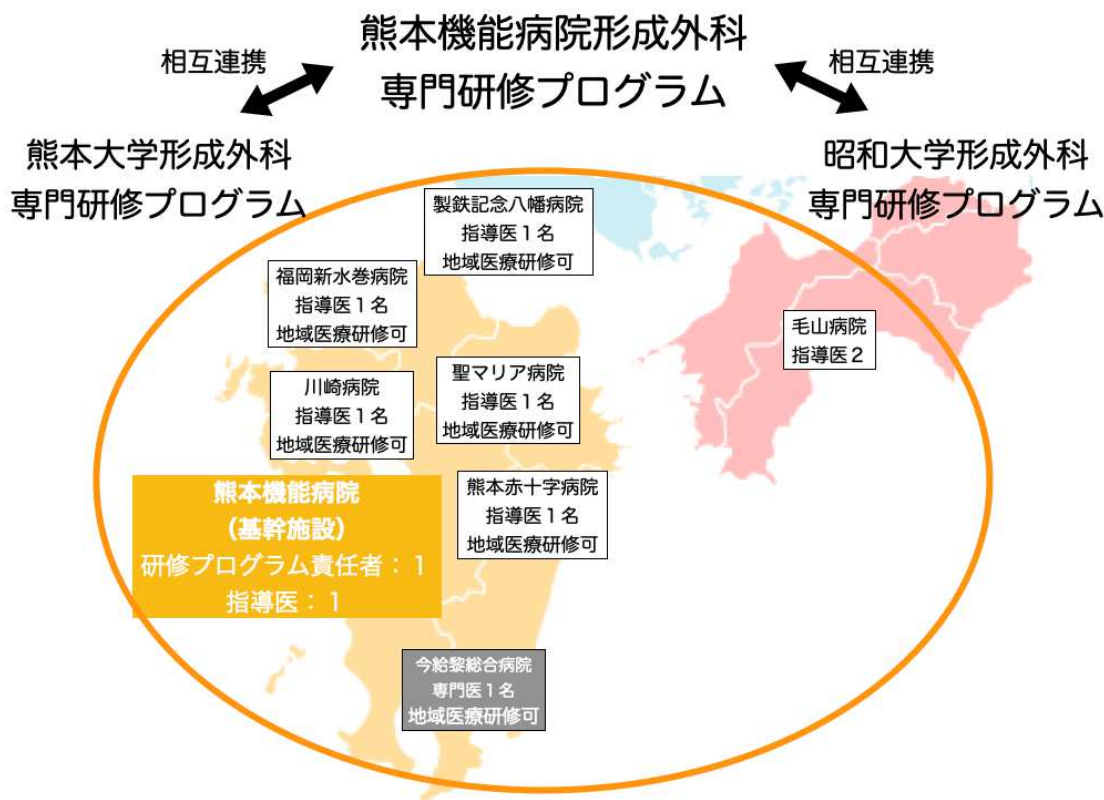 熊本機能病院形成外科
専門研修プログラム
相互連携
相互連携
熊本大学形成外科
専門研修プログラム
昭和大学形成外科
専門研修プログラム
製鉄記念八幡病院
指導医1名
地域医療研修可
福岡新水巻病院
指導医1名
地域医療研修可
毛山病院
指導医2
聖マリア病院
指導医1名
地域医療研修可
川崎病院
指導医1名
地域医療研修可
熊本機能病院
(基幹施設)
研修プログラム責任者:1
指導医:1
熊本赤十字病院
指導医1名
地域医療研修可
今給黎総合病院
専門医1名
地域医療研修可